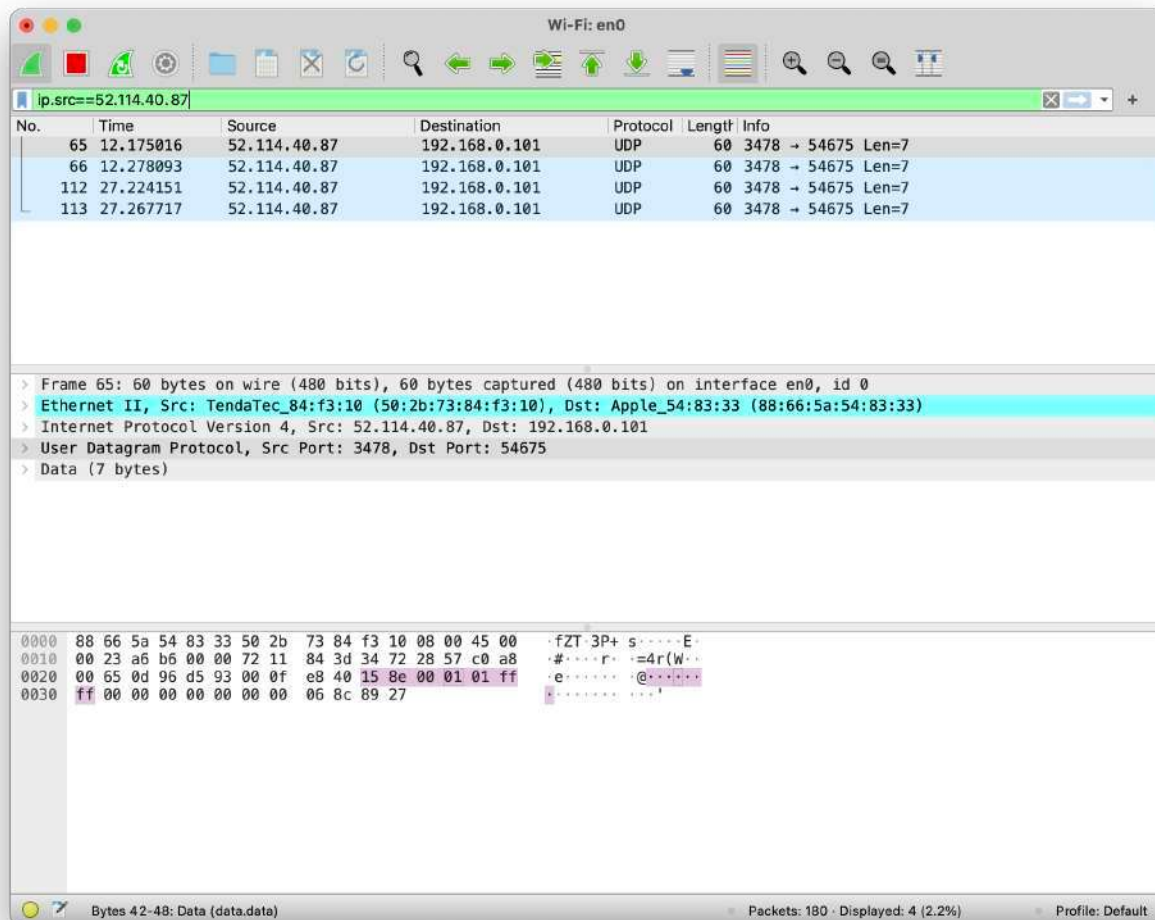 Wi-Fi: en0
ip.src==52.114.40.87
No. Time Source Destination Protocol Length Info
65 12.175016 52.114.40.87 192.168.0.101 UDP 60 3478 → 54675 Len=7
66 12.278093 52.114.40.87 192.168.0.101 UDP 60 3478 → 54675 Len=7
112 27.224151 52.114.40.87 192.168.0.101 UDP 60 3478 → 54675 Len=7
113 27.267717 52.114.40.87 192.168.0.101 UDP 60 3478 → 54675 Len=7
> Frame 65: 60 bytes on wire (480 bits), 60 bytes captured (480 bits) on interface en0, id 0
> Ethernet II, Src: TendaTec_84:f3:10 (50:2b:73:84:f3:10), Dst: Apple_54:83:33 (88:66:5a:54:83:33)
> Internet Protocol Version 4, Src: 52.114.40.87, Dst: 192.168.0.101
> User Datagram Protocol, Src Port: 3478, Dst Port: 54675
> Data (7 bytes)
0000 88 66 5a 54 83 33 50 2b 73 84 f3 10 08 00 45 00 ·fZT·3P+ s·····E·
0010 00 23 a6 b6 00 00 72 11 84 3d 34 72 28 57 c0 a8 ·#····r· ·=4r(W··
0020 00 65 0d 96 d5 93 00 0f e8 40 15 8e 00 01 01 ff ·e······ ·@······
0030 ff 00 00 00 00 00 00 00 06 8c 89 27 ········ ···'
Bytes 42-48: Data (data.data) Packets: 180 · Displayed: 4 (2.2%) Profile: Default